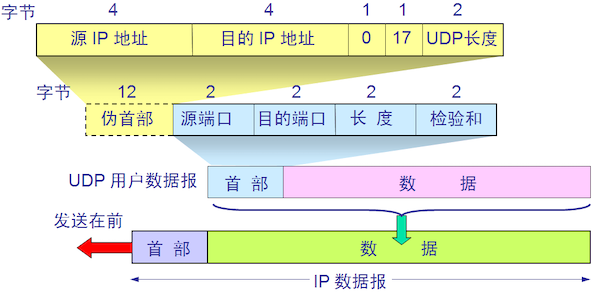 字节 4 4 1 1 2
源 IP 地址 目的 IP 地址 0 17 UDP长度
字节 12 2 2 2 2
伪首部 源端口 目的端口 长 度 检验和
UDP 用户数据报 首 部 数 据
发送在前
首 部 数 据
IP 数据报